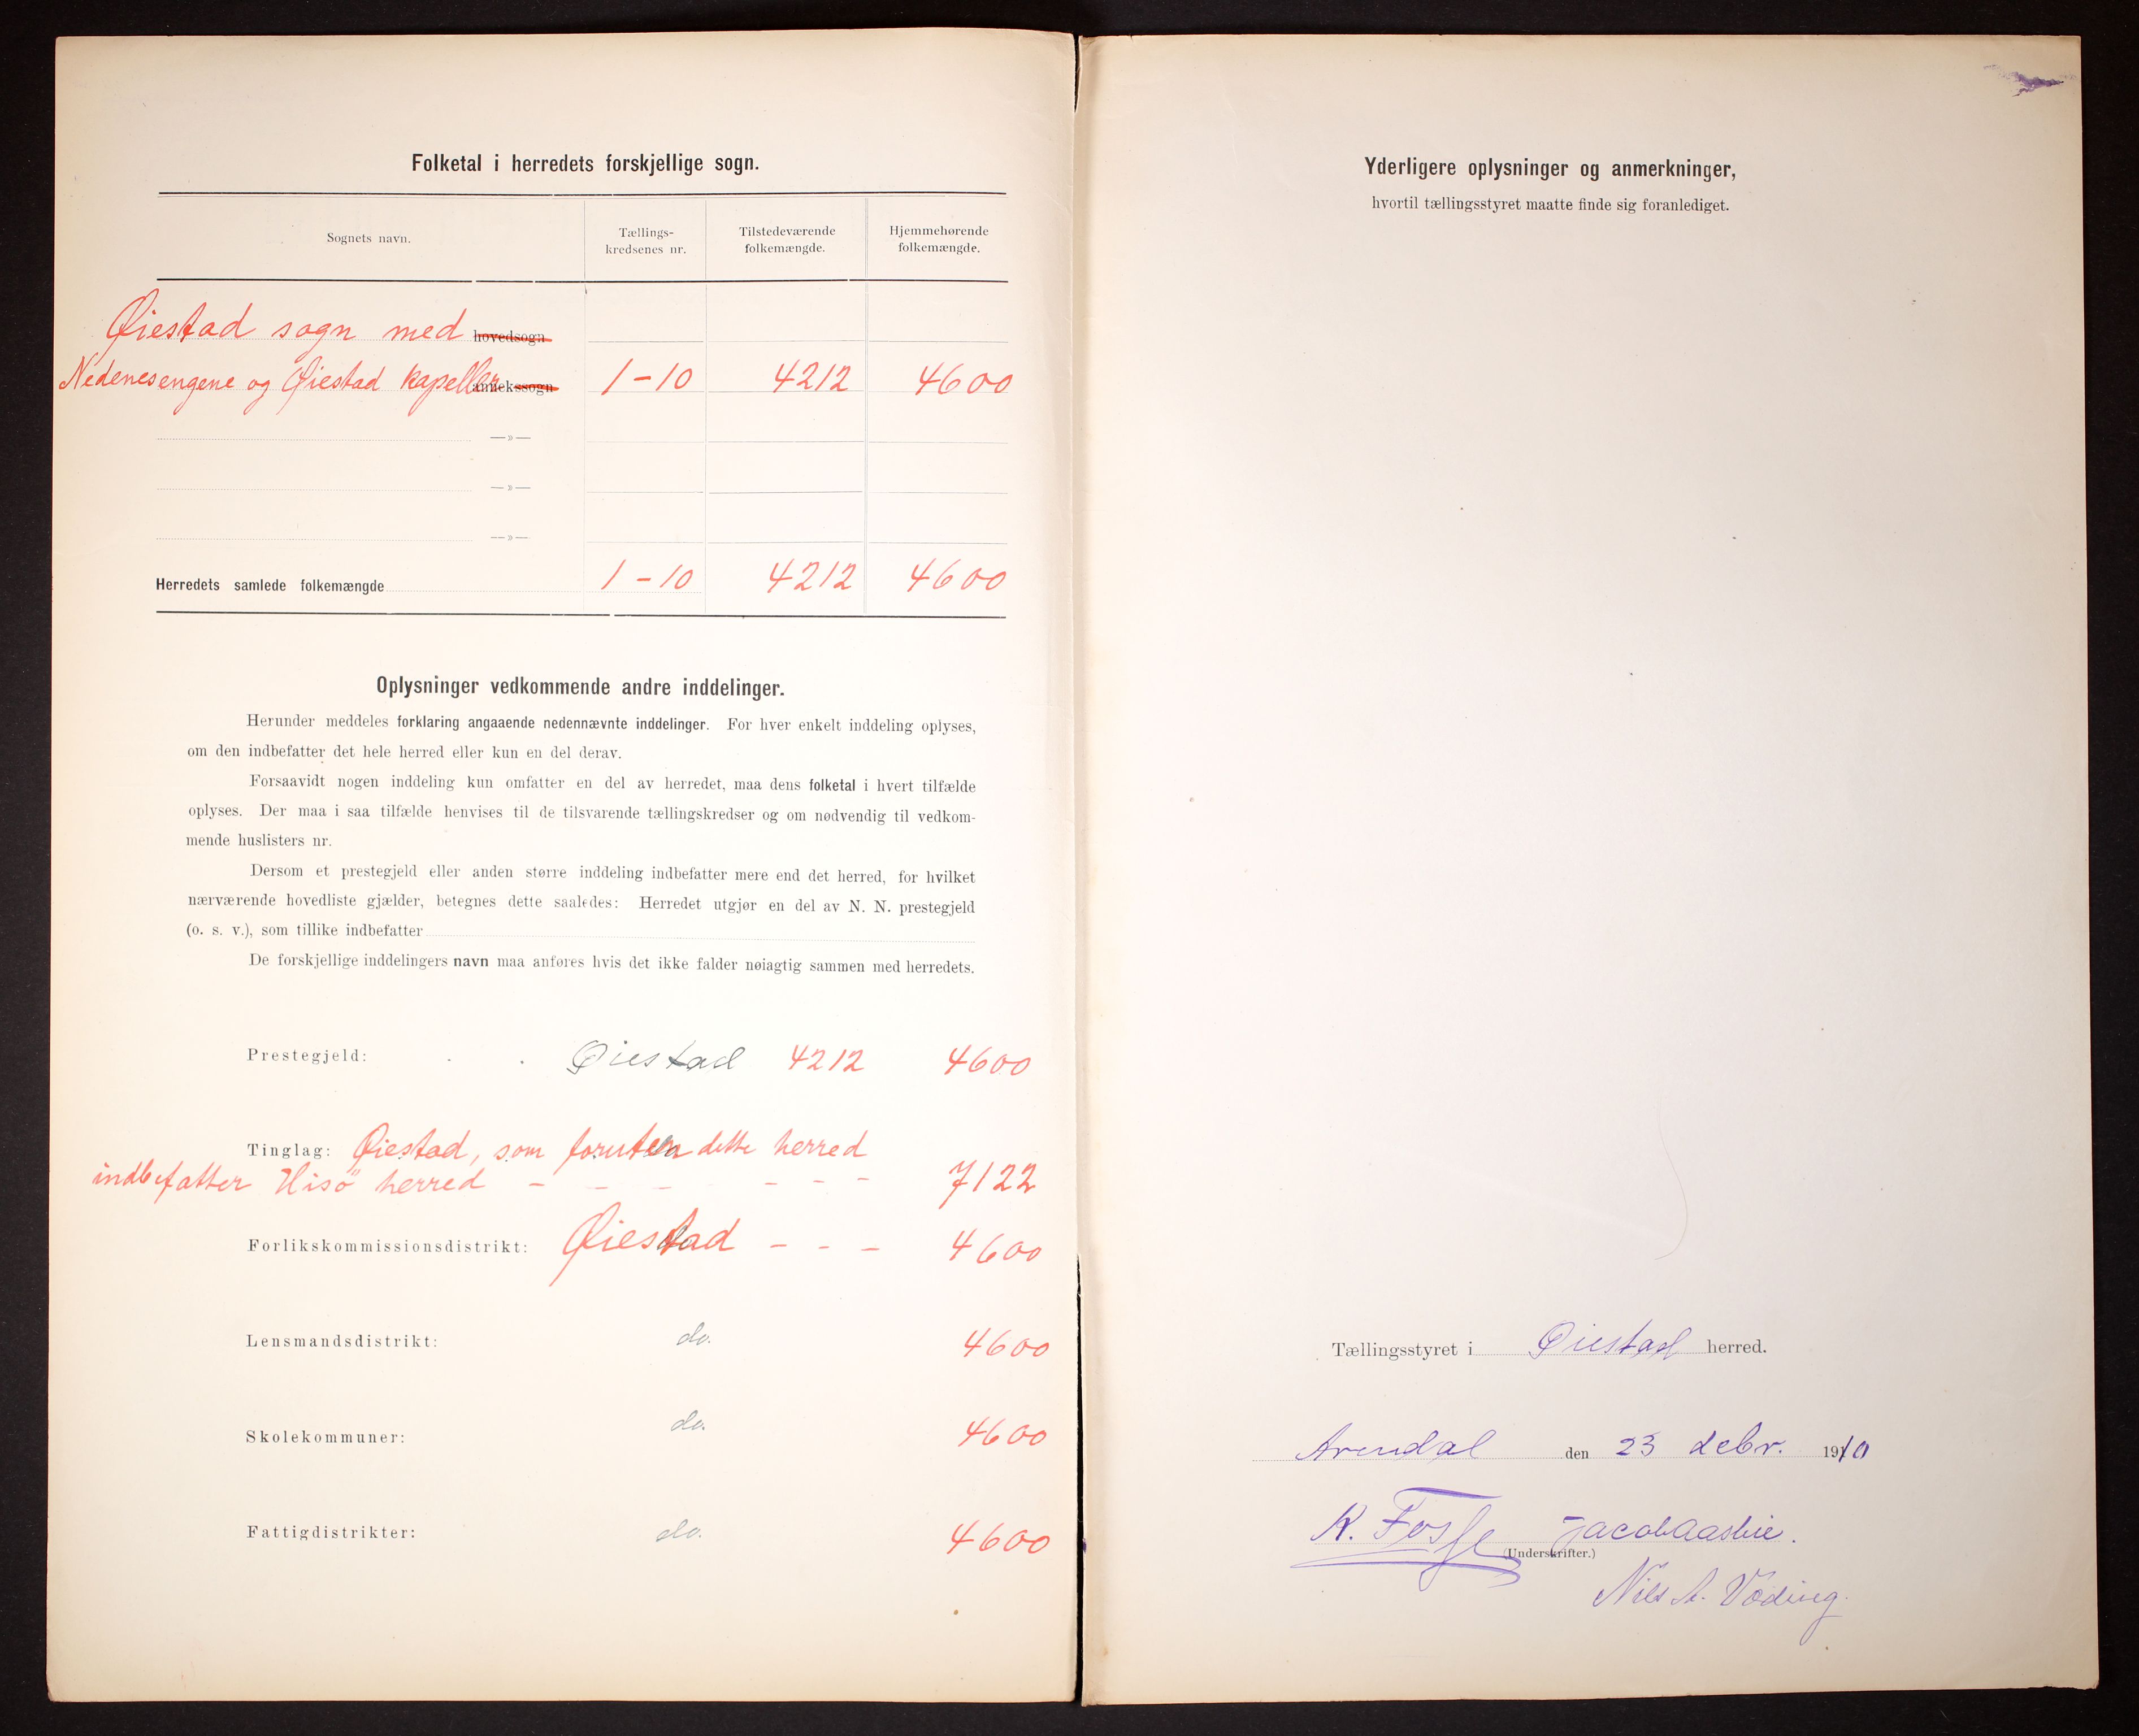 Folketal i herredets forskjellige sogn.
Sognets navn.
Tællings-
kredsenes nr.
Tilstedeværende
folkemængde.
Hjemmehørende
folkemængde.
Øiestad sogn med hovedsogn
Nedenesengene og Øiestad kapeller annekssogn 1-10 4212 4600
—»—
—»—
—»—
Herredets samlede folkemængde 1-10 4212 4600
Oplysninger vedkommende andre inddelinger.
Herunder meddeles forklaring angaaende nedennævnte inddelinger. For hver enkelt inddeling oplyses,
om den indbefatter det hele herred eller kun en del derav.
Forsaavidt nogen inddeling kun omfatter en del av herredet, maa dens folketal i hvert tilfælde
oplyses. Der maa i saa tilfælde henvises til de tilsvarende tællingskredser og om nødvendig til vedkom-
mende huslisters nr.
Dersom et prestegjeld eller anden større inddeling indbefatter mere end det herred, for hvilket
nærværende hovedliste gjælder, betegnes dette saaledes: Herredet utgjør en del av N. N. prestegjeld
(o. s. v.), som tillike indbefatter
De forskjellige inddelingers navn maa anføres hvis det ikke falder nøiagtig sammen med herredets.
Prestegjeld: Øiestad 4212 4600
Tinglag: Øiestad, som foruten dette herred
indbefatter Hisö herred - - - - - - 7122
Forlikskommissionsdistrikt: Øiestad - - - 4600
Lensmandsdistrikt: do. 4600
Skolekommuner: do. 4600
Fattigdistrikter: do. 4600
Yderligere oplysninger og anmerkninger,
hvortil tællingsstyret maatte finde sig foranlediget.
Tællingsstyret i Øiestad herred.
Arendal den 23 debr. 1910
K. Fosse Jacob Aasbie.
(Underskrifter.)
Nils A.